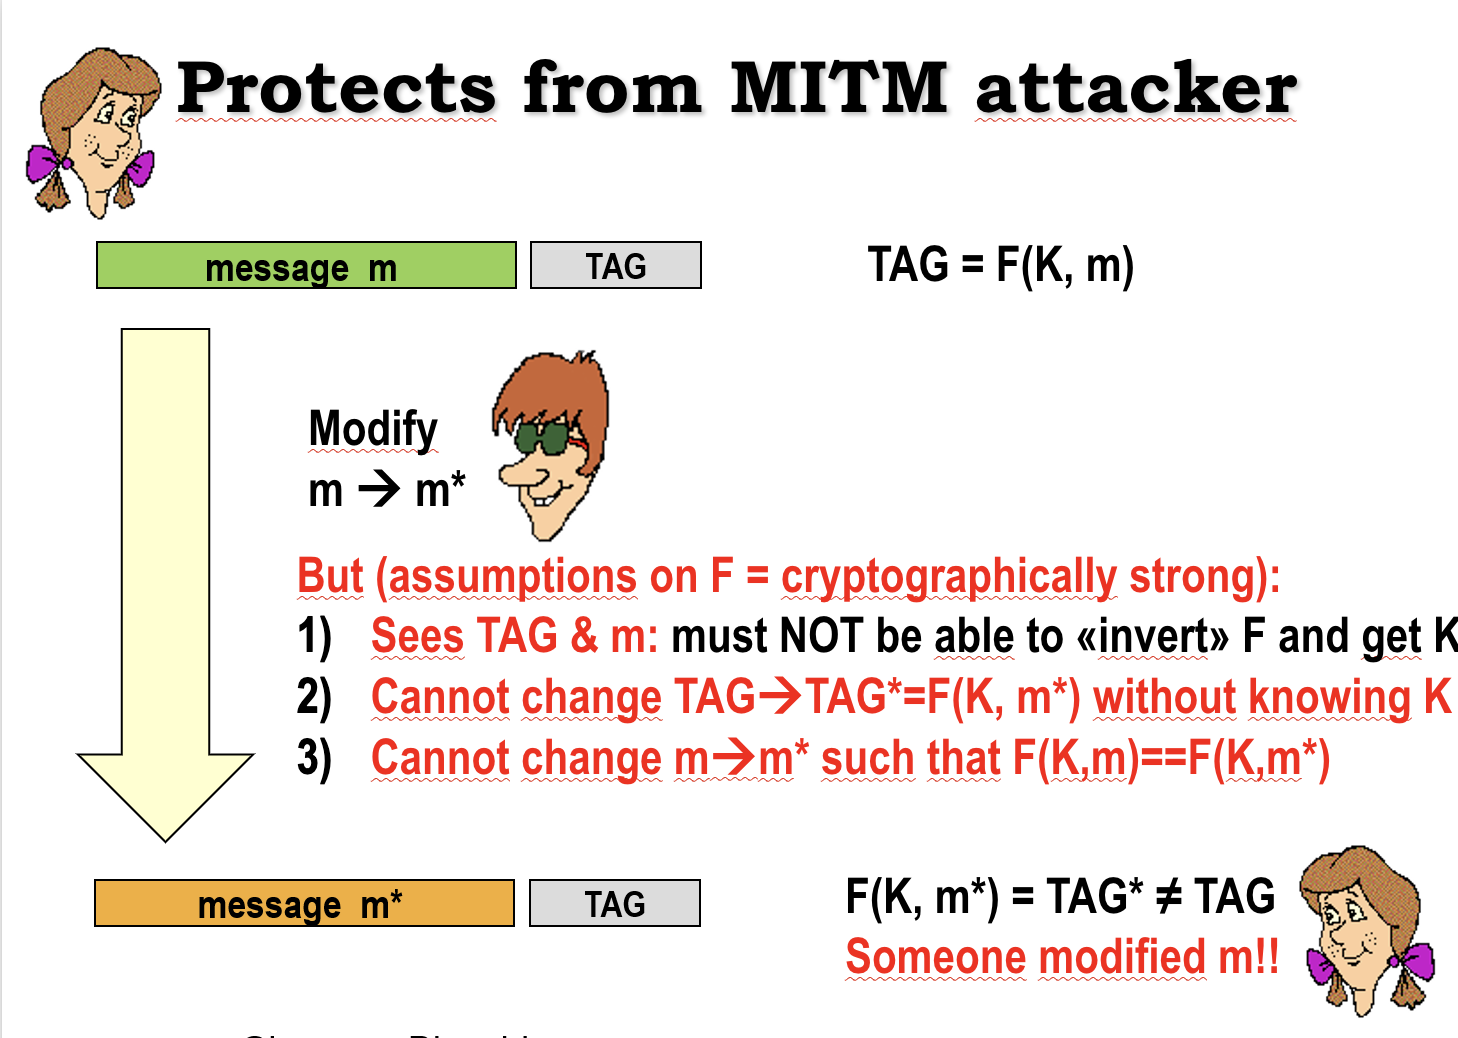 Protects from MITM attacker
message m TAG TAG = F(K, m)
Modify
m → m*
But (assumptions on F = cryptographically strong):
1) Sees TAG & m: must NOT be able to «invert» F and get K
2) Cannot change TAG→TAG*=F(K, m*) without knowing K
3) Cannot change m→m* such that F(K,m)==F(K,m*)
message m* TAG F(K, m*) = TAG* ≠ TAG
Someone modified m!!